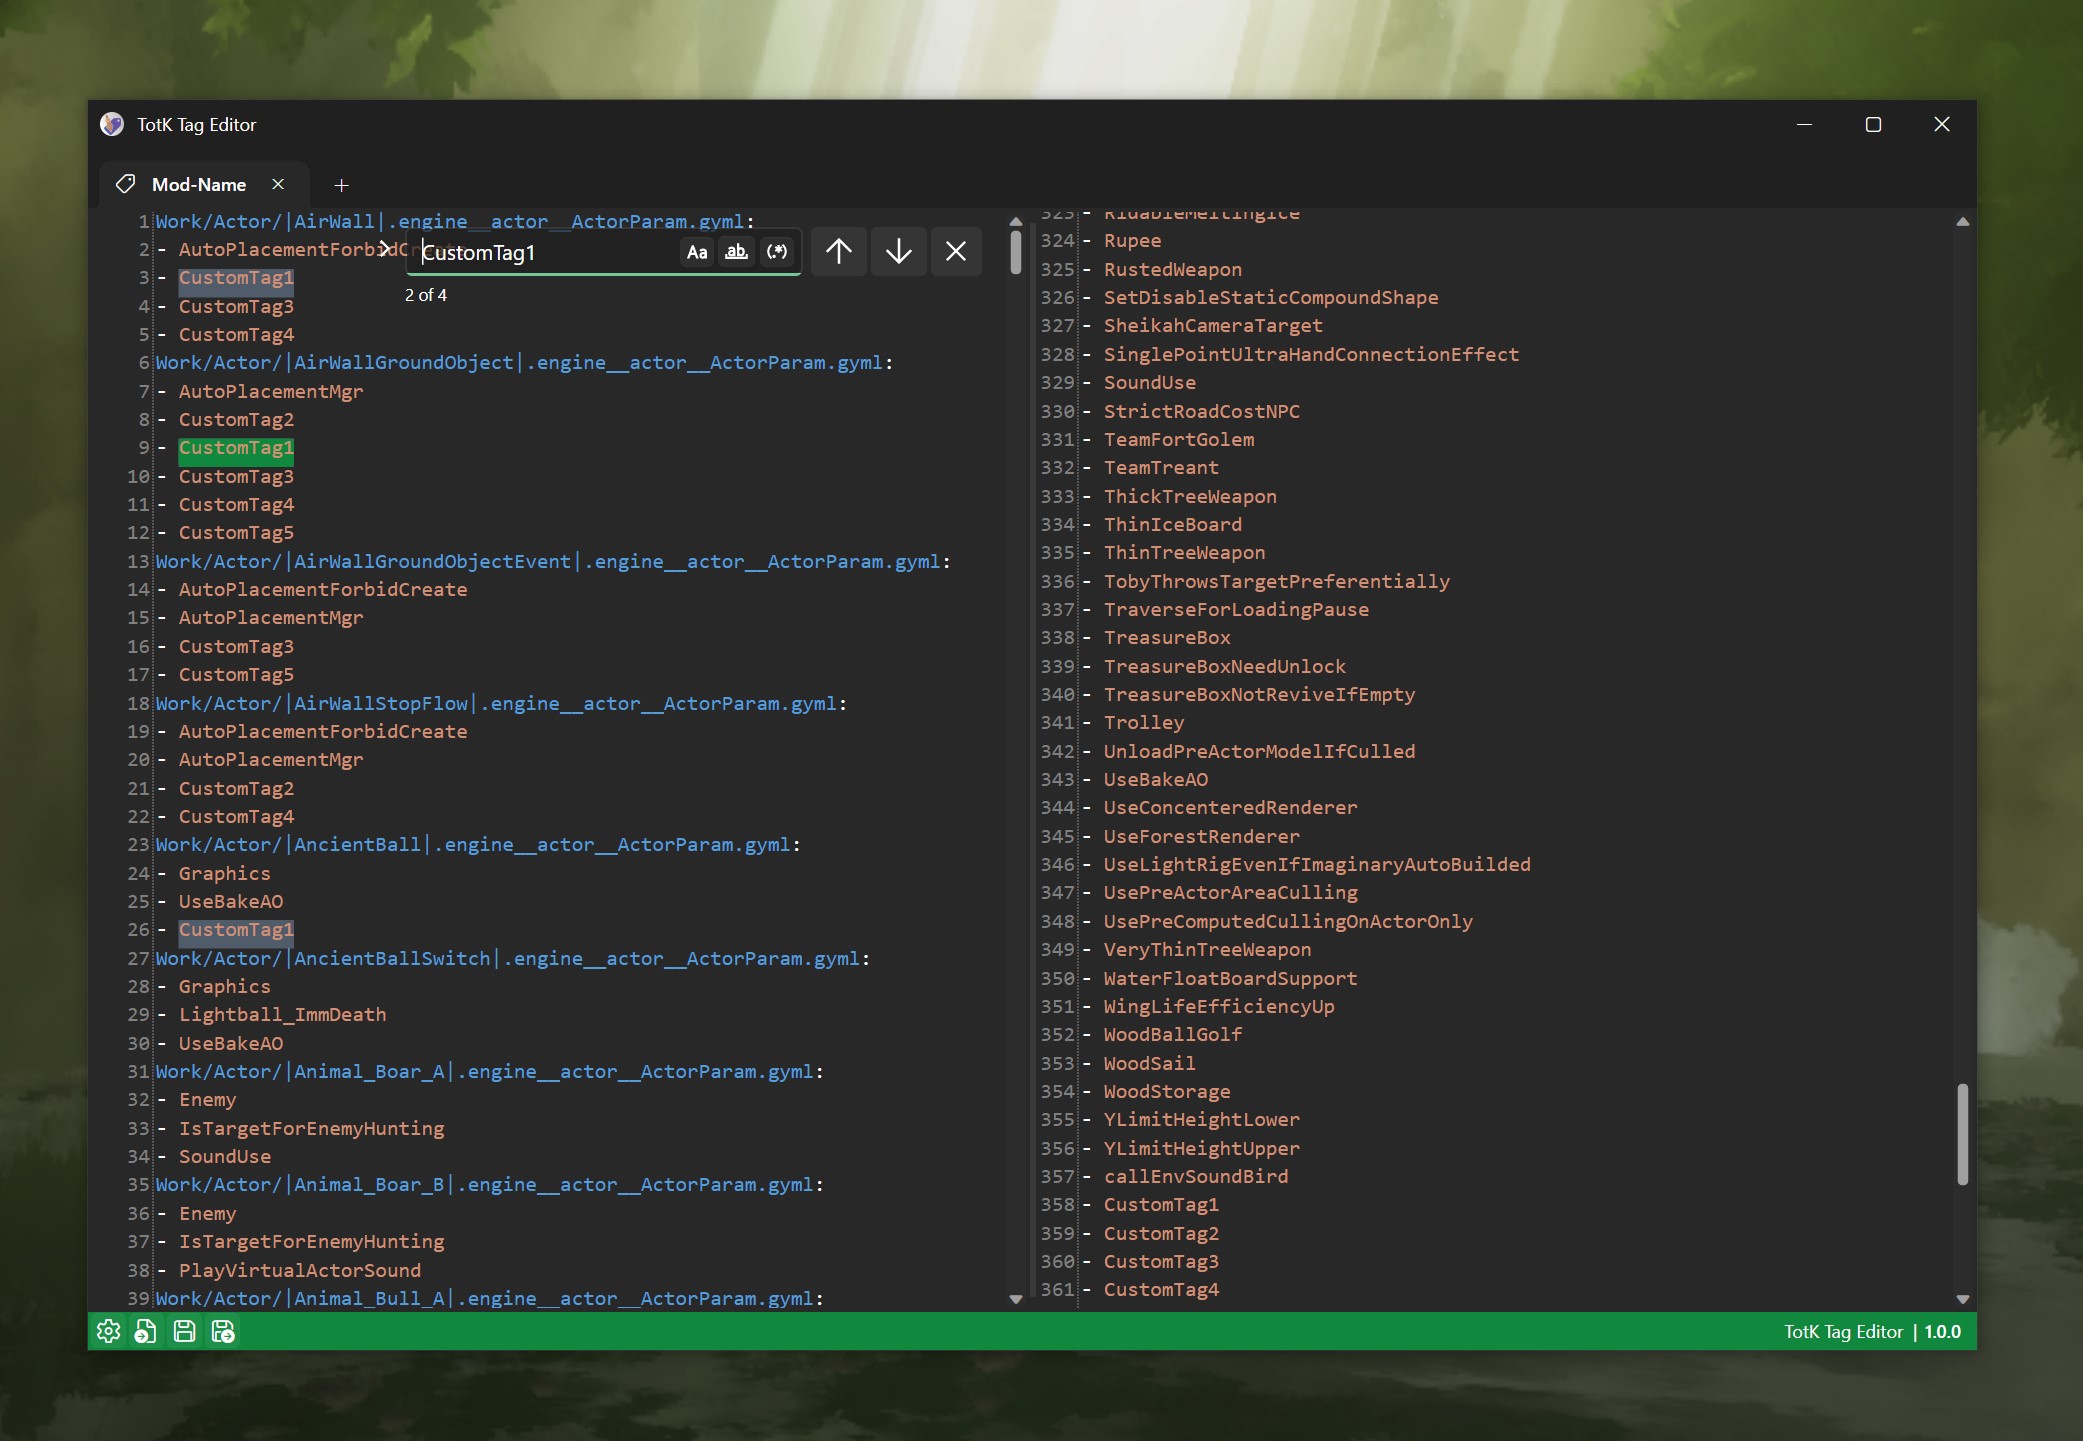 TotK Tag Editor
Mod-Name
1 Work/Actor/|AirWall|.engine__actor__ActorParam.gyml:
2 - AutoPlacementForbidCreate
CustomTag1
Aa ab (.*)
2 of 4
3 - CustomTag1
4 - CustomTag3
5 - CustomTag4
6 Work/Actor/|AirWallGroundObject|.engine__actor__ActorParam.gyml:
7 - AutoPlacementMgr
8 - CustomTag2
9 - CustomTag1
10 - CustomTag3
11 - CustomTag4
12 - CustomTag5
13 Work/Actor/|AirWallGroundObjectEvent|.engine__actor__ActorParam.gyml:
14 - AutoPlacementForbidCreate
15 - AutoPlacementMgr
16 - CustomTag3
17 - CustomTag5
18 Work/Actor/|AirWallStopFlow|.engine__actor__ActorParam.gyml:
19 - AutoPlacementForbidCreate
20 - AutoPlacementMgr
21 - CustomTag2
22 - CustomTag4
23 Work/Actor/|AncientBall|.engine__actor__ActorParam.gyml:
24 - Graphics
25 - UseBakeAO
26 - CustomTag1
27 Work/Actor/|AncientBallSwitch|.engine__actor__ActorParam.gyml:
28 - Graphics
29 - Lightball_ImmDeath
30 - UseBakeAO
31 Work/Actor/|Animal_Boar_A|.engine__actor__ActorParam.gyml:
32 - Enemy
33 - IsTargetForEnemyHunting
34 - SoundUse
35 Work/Actor/|Animal_Boar_B|.engine__actor__ActorParam.gyml:
36 - Enemy
37 - IsTargetForEnemyHunting
38 - PlayVirtualActorSound
39 Work/Actor/|Animal_Bull_A|.engine__actor__ActorParam.gyml:
323 - RidableMeltingIce
324 - Rupee
325 - RustedWeapon
326 - SetDisableStaticCompoundShape
327 - SheikahCameraTarget
328 - SinglePointUltraHandConnectionEffect
329 - SoundUse
330 - StrictRoadCostNPC
331 - TeamFortGolem
332 - TeamTreant
333 - ThickTreeWeapon
334 - ThinIceBoard
335 - ThinTreeWeapon
336 - TobyThrowsTargetPreferentially
337 - TraverseForLoadingPause
338 - TreasureBox
339 - TreasureBoxNeedUnlock
340 - TreasureBoxNotReviveIfEmpty
341 - Trolley
342 - UnloadPreActorModelIfCulled
343 - UseBakeAO
344 - UseConcenteredRenderer
345 - UseForestRenderer
346 - UseLightRigEvenIfImaginaryAutoBuilded
347 - UsePreActorAreaCulling
348 - UsePreComputedCullingOnActorOnly
349 - VeryThinTreeWeapon
350 - WaterFloatBoardSupport
351 - WingLifeEfficiencyUp
352 - WoodBallGolf
353 - WoodSail
354 - WoodStorage
355 - YLimitHeightLower
356 - YLimitHeightUpper
357 - callEnvSoundBird
358 - CustomTag1
359 - CustomTag2
360 - CustomTag3
361 - CustomTag4
TotK Tag Editor | 1.0.0